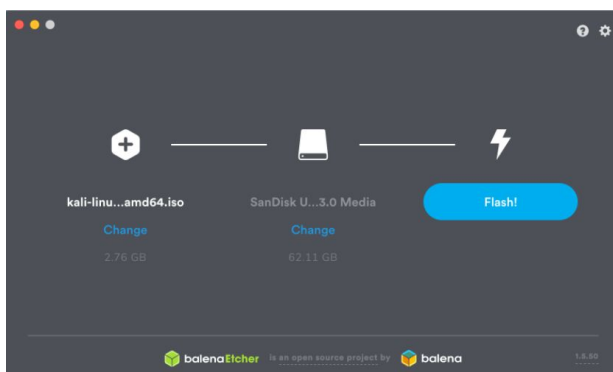 kali-linu...amd64.iso
SanDisk U...3.0 Media
Flash!
Change
Change
2.76 GB
62.11 GB
balenaEtcher is an open source project by balena
1.5.50